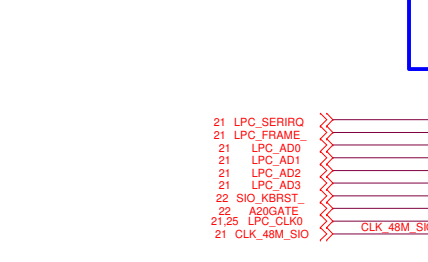 21 LPC_SERIRQ
21 LPC_FRAME_
21 LPC_AD0
21 LPC_AD1
21 LPC_AD2
21 LPC_AD3
22 SIO_KBRST_
22 A20GATE
21,25 LPC_CLK0
21 CLK_48M_SIO CLK_48M_SIO